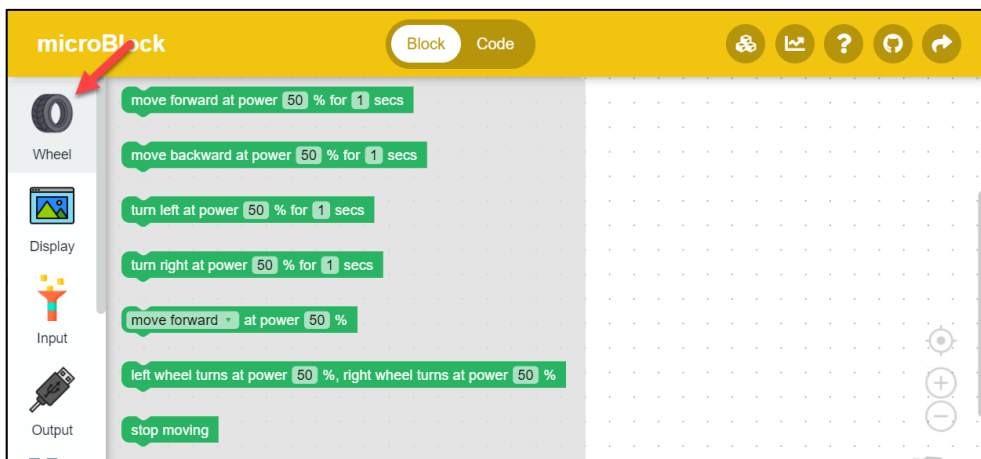 microBlock
Block Code
Wheel
Display
Input
Output
move forward at power 50 % for 1 secs
move backward at power 50 % for 1 secs
turn left at power 50 % for 1 secs
turn right at power 50 % for 1 secs
move forward at power 50 %
left wheel turns at power 50 %, right wheel turns at power 50 %
stop moving